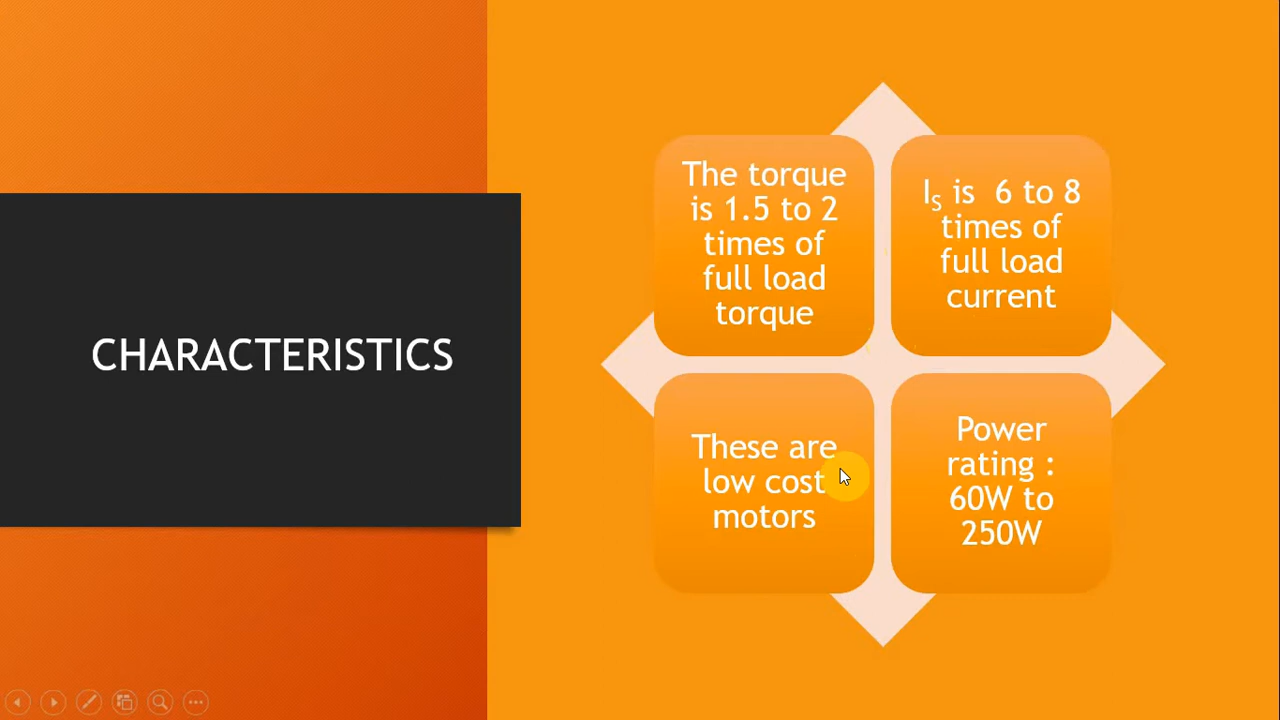 CHARACTERISTICS
The torque
is 1.5 to 2
times of
full load
torque
IS is 6 to 8
times of
full load
current
These are
low cost
motors
Power
rating :
60W to
250W